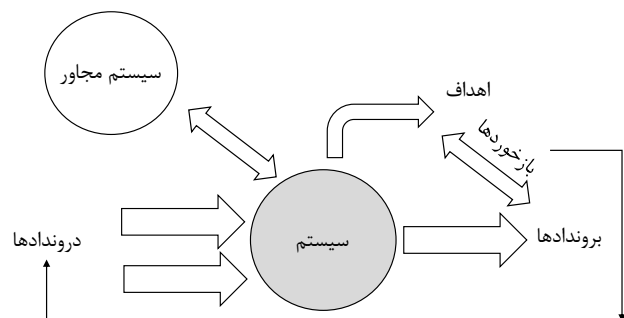 سیستم مجاور
اهداف
بازخوردها
سیستم
بروندادها
دروندادها